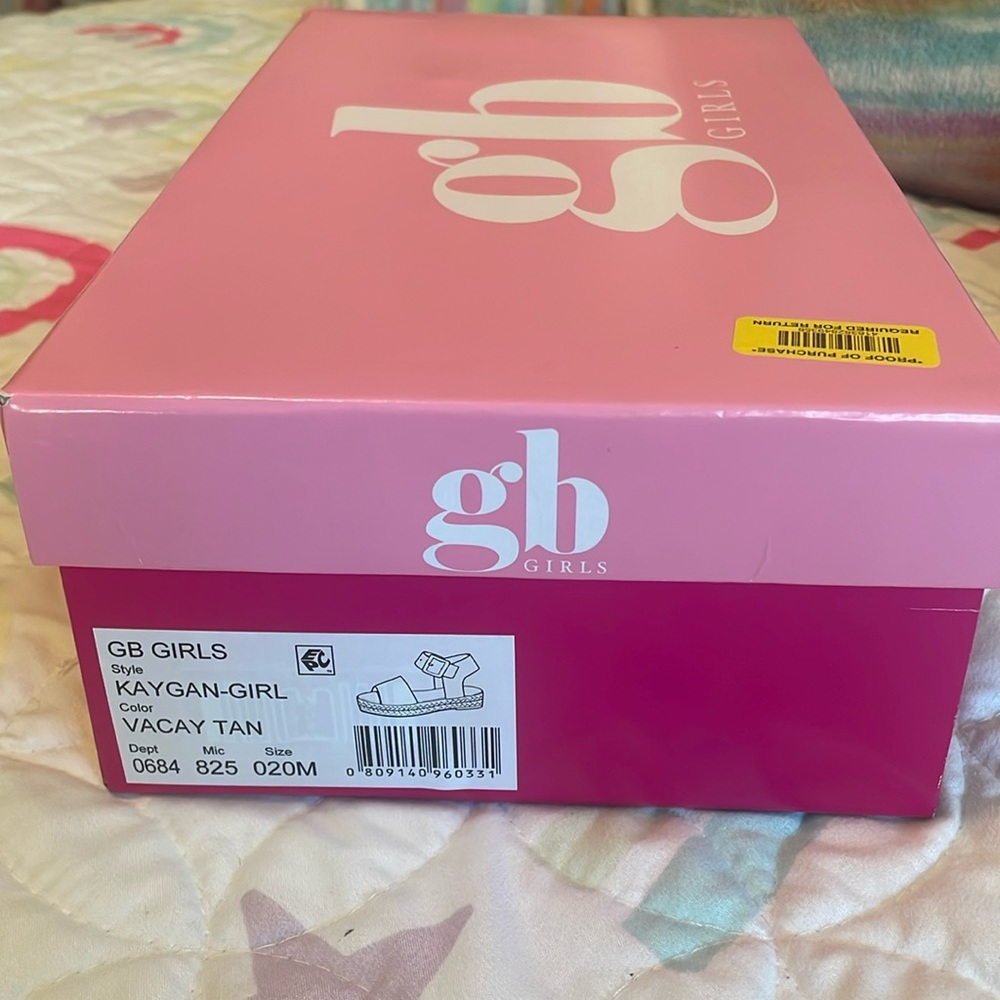 gb
GIRLS
*PROOF OF PURCHASE*
REQUIRED FOR RETURN
gb
GIRLS
GB GIRLS
Style
KAYGAN-GIRL
Color
VACAY TAN
Dept Mic Size
0684 825 020M
0 809140 960331
EPC